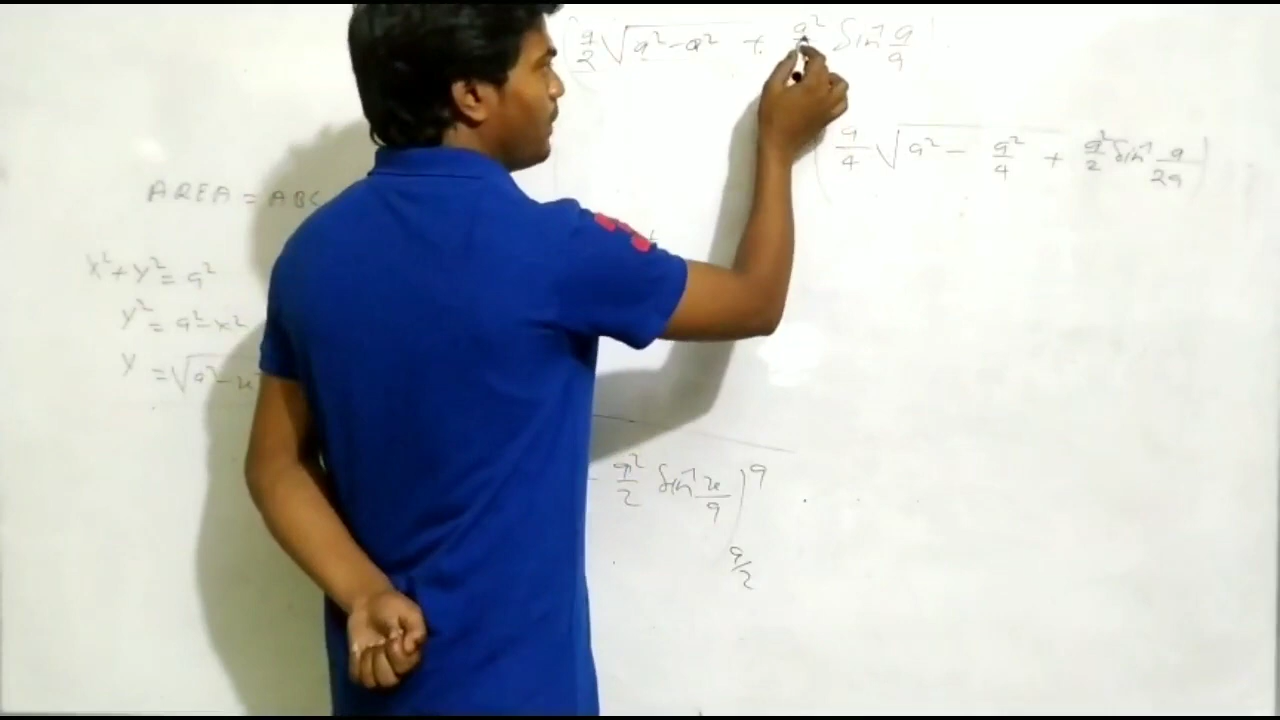 AREA = ABC
x² + y² = a²
y² = a² - x²
y = √a² - x
(a/2 √a² - a² + a² sin⁻¹ a/a
(a/4 √a² - a²/4 + a²/2 sin⁻¹ a/2a)
a²/2 sin⁻¹ x/a)
a
a/2